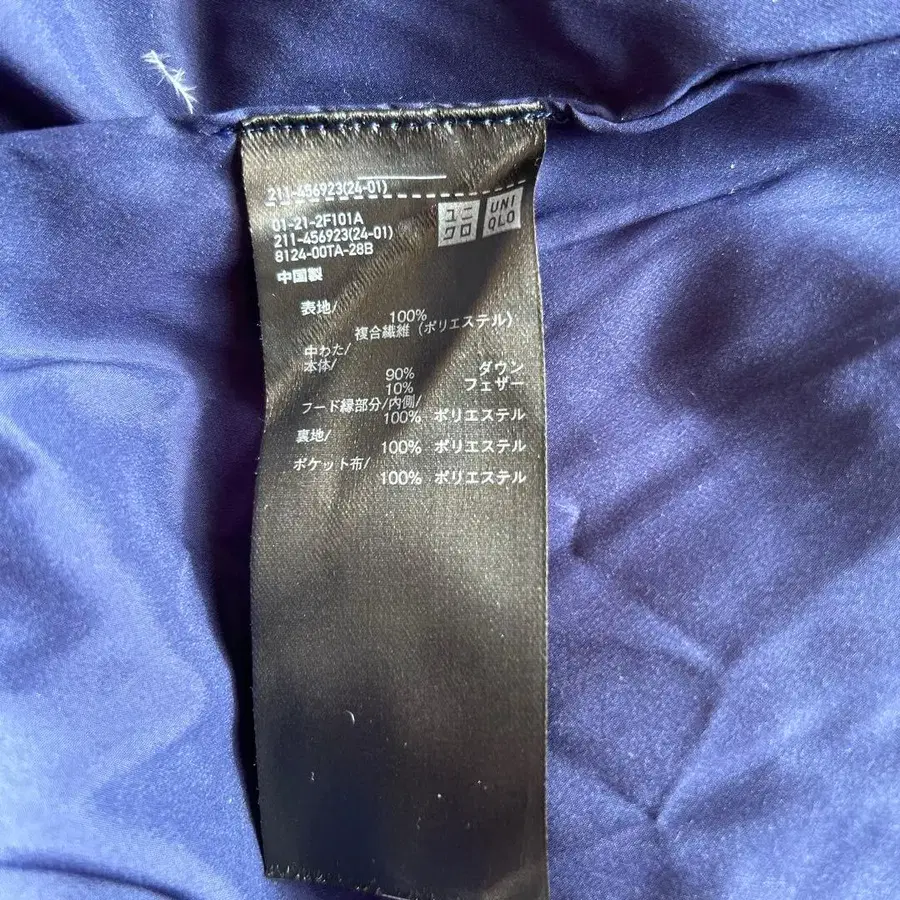 211-456923(24-01)
ユニ
クロ
UNI
QLO
01-21-2F101A
211-456923(24-01)
8124-00TA-28B
中国製
表地/
100%
複合繊維(ポリエステル)
中わた/
本体/
90% ダウン
10% フェザー
フード縁部分/内側/
100% ポリエステル
裏地/
100% ポリエステル
ポケット布/
100% ポリエステル